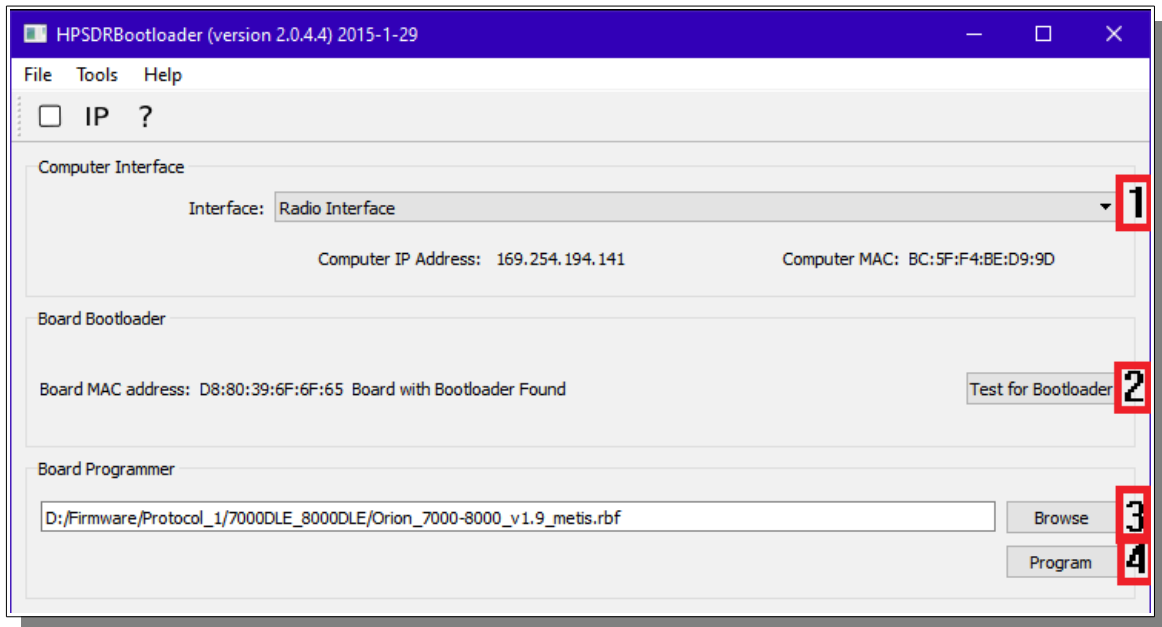 HPSDRBootloader (version 2.0.4.4) 2015-1-29
File Tools Help
IP ?
Computer Interface
Interface: Radio Interface 1
Computer IP Address: 169.254.194.141 Computer MAC: BC:5F:F4:BE:D9:9D
Board Bootloader
Board MAC address: D8:80:39:6F:6F:65 Board with Bootloader Found Test for Bootloader 2
Board Programmer
D:/Firmware/Protocol_1/7000DLE_8000DLE/Orion_7000-8000_v1.9_metis.rbf Browse 3
Program 4